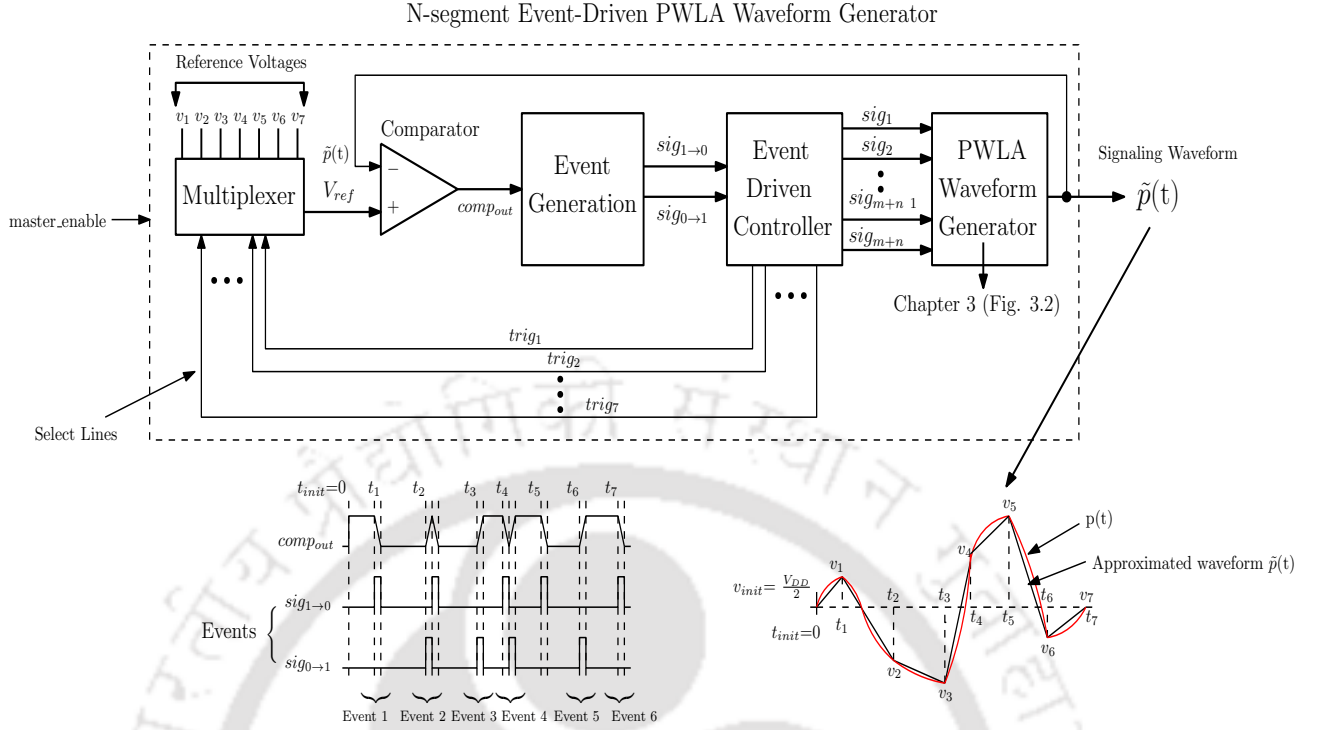 N-segment Event-Driven PWLA Waveform Generator
Reference Voltages
v1 v2 v3 v4 v5 v6 v7
Multiplexer
master_enable
p̃(t)
Vref
Comparator
−
+
compout
Event
Generation
sig1→0
sig0→1
Event
Driven
Controller
sig1
sig2
sigm+n 1
sigm+n
PWLA
Waveform
Generator
Chapter 3 (Fig. 3.2)
Signaling Waveform
p̃(t)
trig1
trig2
trig7
Select Lines
tinit=0 t1 t2 t3 t4 t5 t6 t7
compout
sig1→0
Events
sig0→1
Event 1 Event 2 Event 3 Event 4 Event 5 Event 6
v5
p(t)
v4
Approximated waveform p̃(t)
v1
vinit= VDD/2
t2 t3 t6 v7
tinit=0 t1 t4 t5 t7
v2 v6
v3